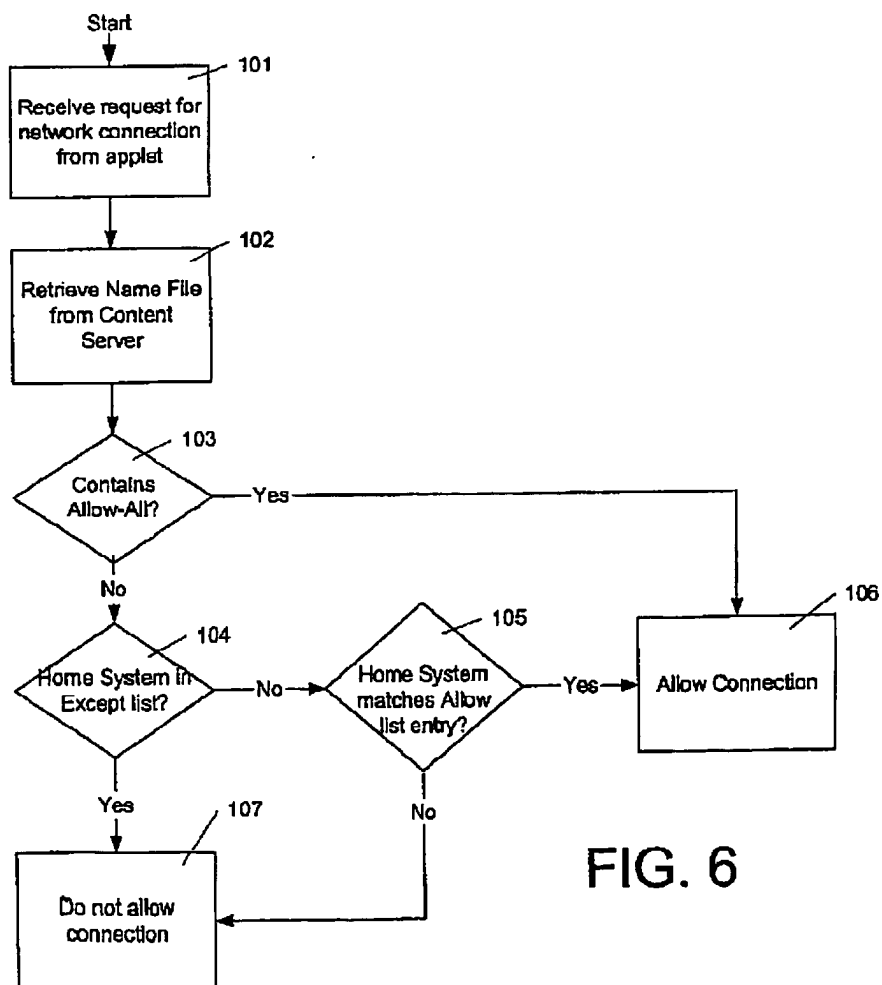 Start
101
Receive request for
network connection
from applet
102
Retrieve Name File
from Content
Server
103
Contains
Allow-All?
Yes
No
104
Home System in
Except list?
No
105
Home System
matches Allow
list entry?
Yes
106
Allow Connection
Yes
No
107
Do not allow
connection
FIG. 6